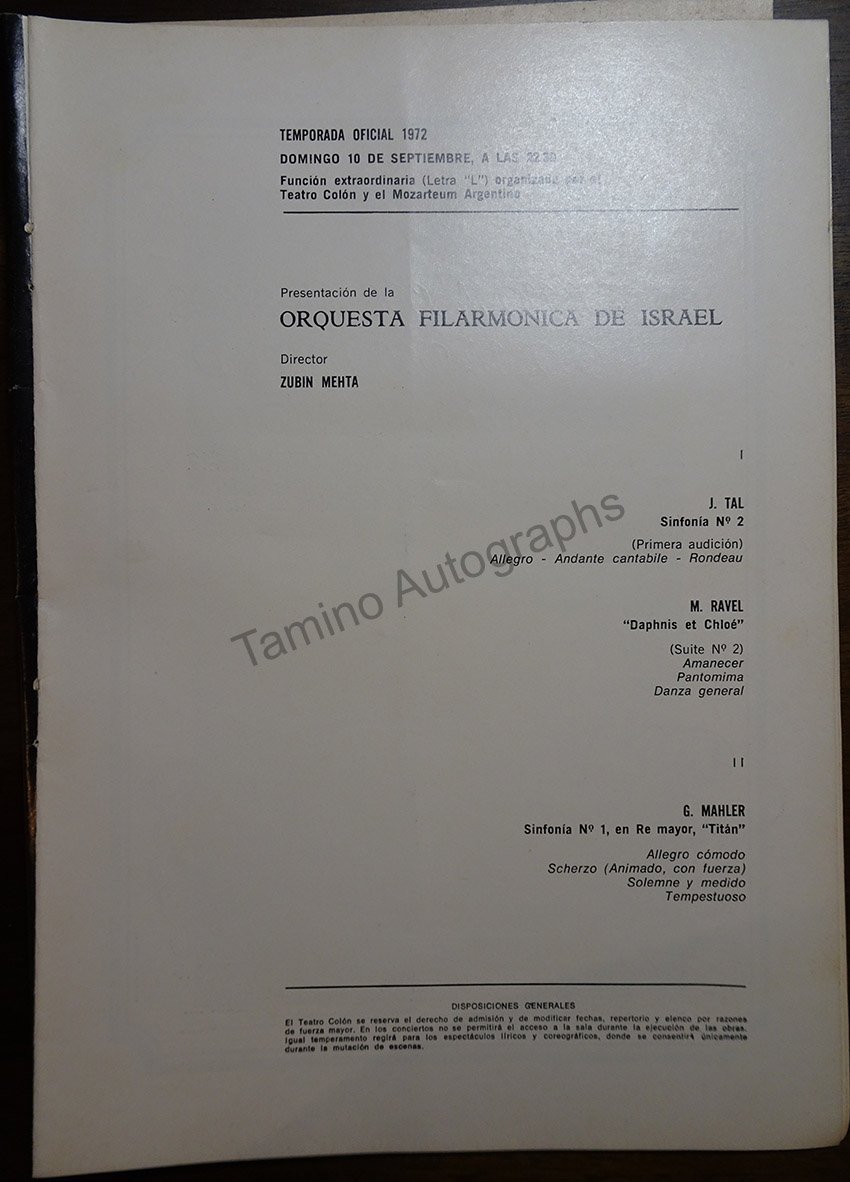 TEMPORADA OFICIAL 1972
DOMINGO 10 DE SEPTIEMBRE, A LAS 22.30
Función extraordinaria (Letra "L") organizada por el
Teatro Colón y el Mozarteum Argentino
Presentación de la
ORQUESTA FILARMONICA DE ISRAEL
Director
ZUBIN MEHTA
I
J. TAL
Sinfonía Nº 2
(Primera audición)
Allegro - Andante cantabile - Rondeau
M. RAVEL
"Daphnis et Chloé"
(Suite Nº 2)
Amanecer
Pantomima
Danza general
Tamino Autographs
II
G. MAHLER
Sinfonía Nº 1, en Re mayor, "Titán"
Allegro cómodo
Scherzo (Animado, con fuerza)
Solemne y medido
Tempestuoso
DISPOSICIONES GENERALES
El Teatro Colón se reserva el derecho de admisión y de modificar fechas, repertorio y elenco por razones
de fuerza mayor. En los conciertos no se permitirá el acceso a la sala durante la ejecución de las obras.
Igual temperamento regirá para los espectáculos líricos y coreográficos, donde se consentirá únicamente
durante la mutación de escenas.